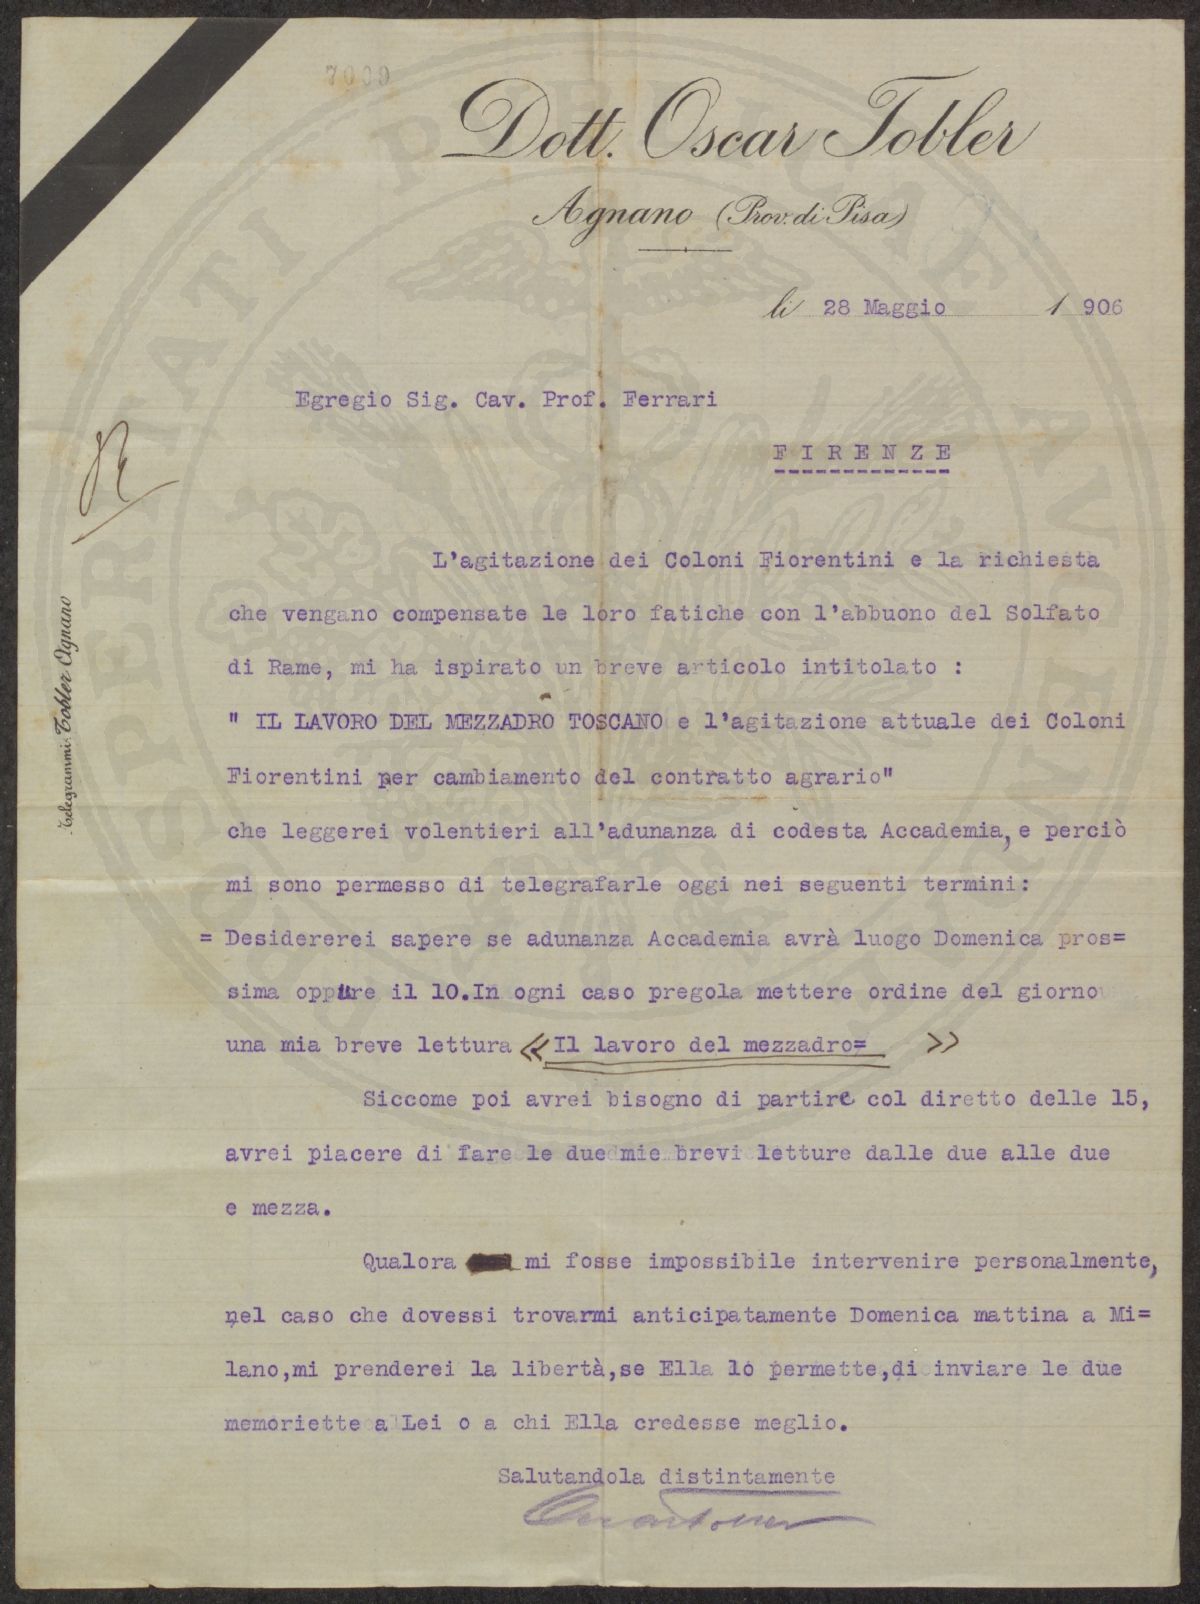 7009
Dott. Oscar Tobler
Agnano (Prov. di Pisa)
li 28 Maggio 1906
Egregio Sig. Cav. Prof. Ferrari
FIRENZE
Telegrammi: Tobler Agnano
L'agitazione dei Coloni Fiorentini e la richiesta
che vengano compensate le loro fatiche con l'abbuono del Solfato
di Rame, mi ha ispirato un breve articolo intitolato :
" IL LAVORO DEL MEZZADRO TOSCANO e l'agitazione attuale dei Coloni
Fiorentini per cambiamento del contratto agrario"
che leggerei volentieri all'adunanza di codesta Accademia, e perciò
mi sono permesso di telegrafarle oggi nei seguenti termini:
= Desidererei sapere se adunanza Accademia avrà luogo Domenica pros=
sima oppure il 10.In ogni caso pregola mettere ordine del giorno
una mia breve lettura « Il lavoro del mezzadro= »
Siccome poi avrei bisogno di partire col diretto delle 15,
avrei piacere di fare le due mie brevi letture dalle due alle due
e mezza.
Qualora mi fosse impossibile intervenire personalmente,
nel caso che dovessi trovarmi anticipatamente Domenica mattina a Mi=
lano,mi prenderei la libertà,se Ella lo permette,di inviare le due
memoriette a Lei o a chi Ella credesse meglio.
Salutandola distintamente
Oscar Tobler
PROSPERITATI PUBLICAE AUGENDAE